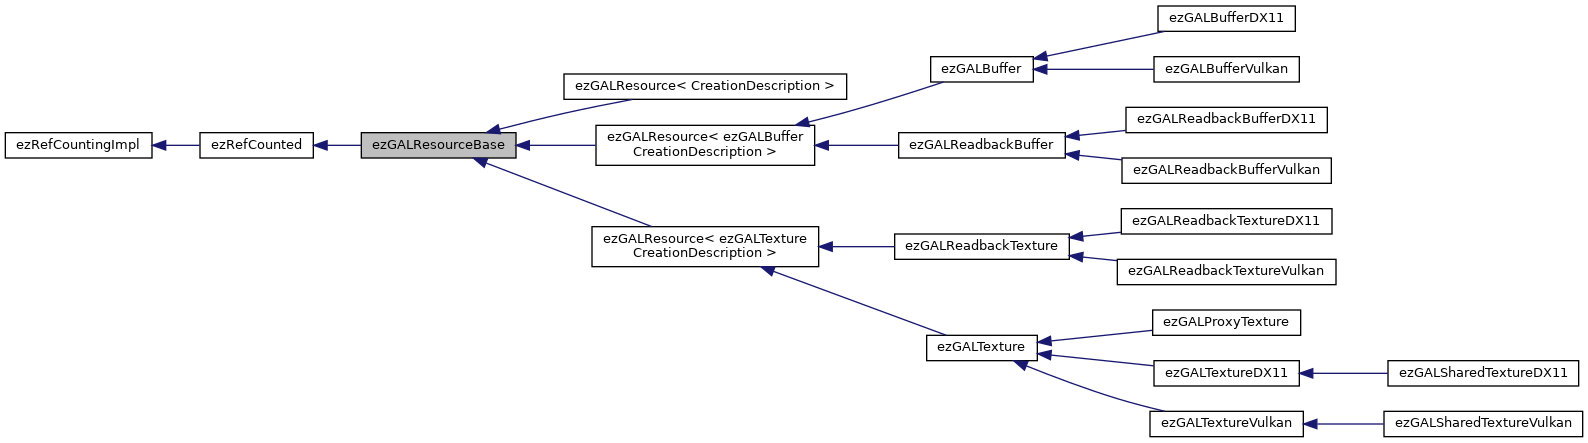 ezRefCountingImpl
ezRefCounted
ezGALResourceBase
ezGALResource< CreationDescription >
ezGALResource< ezGALBuffer
CreationDescription >
ezGALResource< ezGALTexture
CreationDescription >
ezGALBuffer
ezGALReadbackBuffer
ezGALReadbackTexture
ezGALTexture
ezGALBufferDX11
ezGALBufferVulkan
ezGALReadbackBufferDX11
ezGALReadbackBufferVulkan
ezGALReadbackTextureDX11
ezGALReadbackTextureVulkan
ezGALProxyTexture
ezGALTextureDX11
ezGALTextureVulkan
ezGALSharedTextureDX11
ezGALSharedTextureVulkan